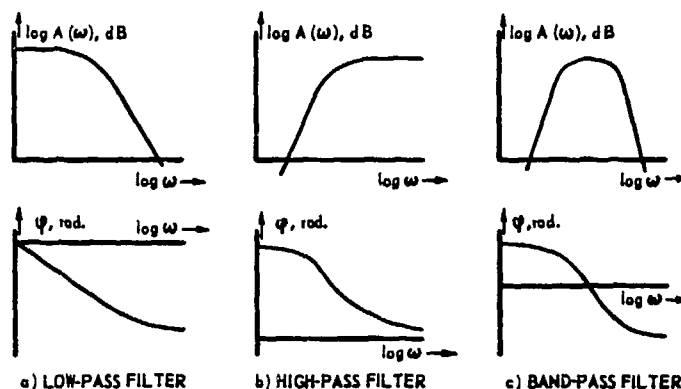 log A (ω), dB
log ω
log A (ω), dB
log ω
log A (ω), dB
log ω
φ, rad.
log ω
φ, rad.
log ω
φ, rad.
log ω
a) LOW-PASS FILTER
b) HIGH-PASS FILTER
c) BAND-PASS FILTER